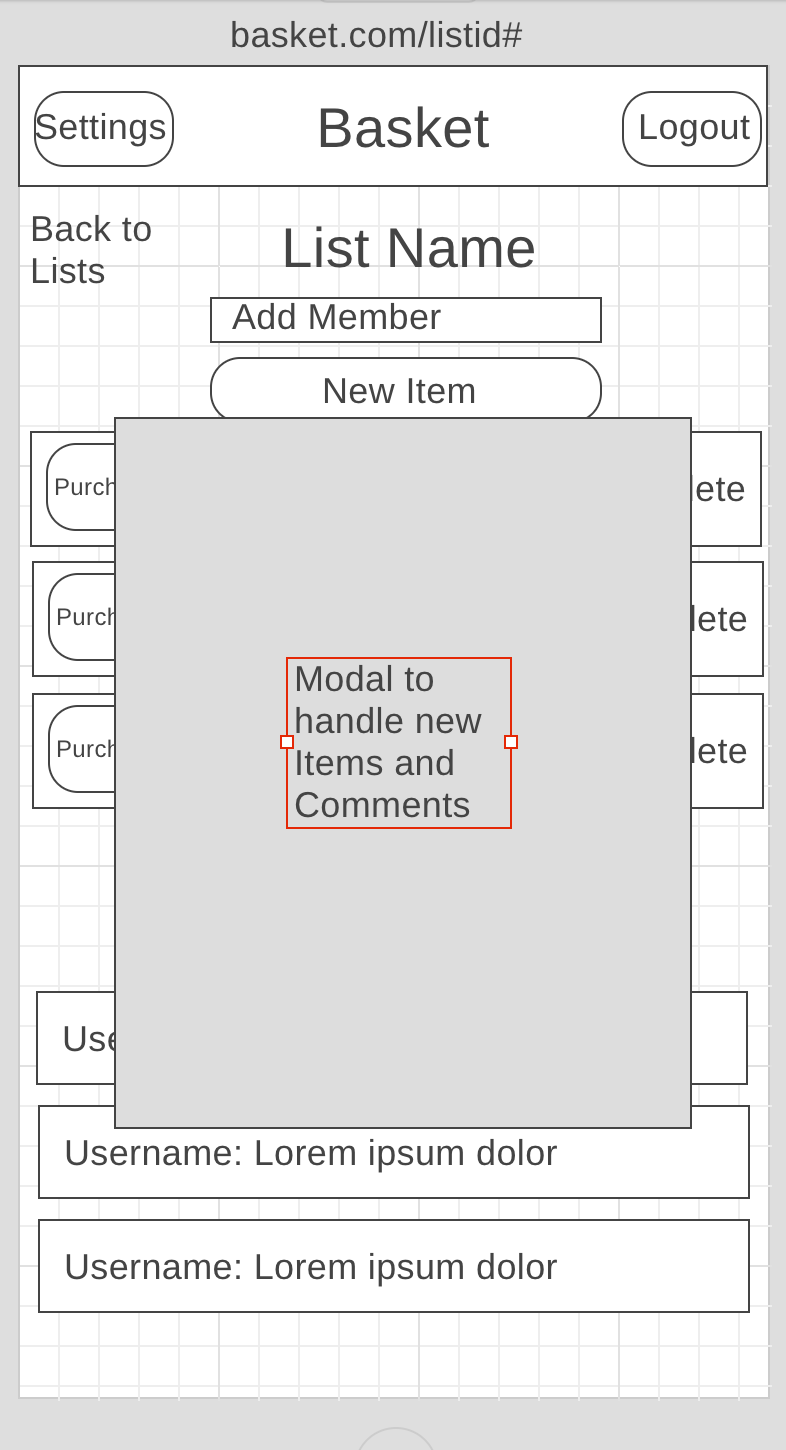 basket.com/listid#
Settings
Basket
Logout
Back to
Lists
List Name
Add Member
New Item
Purch
lete
Purch
lete
Purch
lete
Modal to
handle new
Items and
Comments
Use
Username: Lorem ipsum dolor
Username: Lorem ipsum dolor